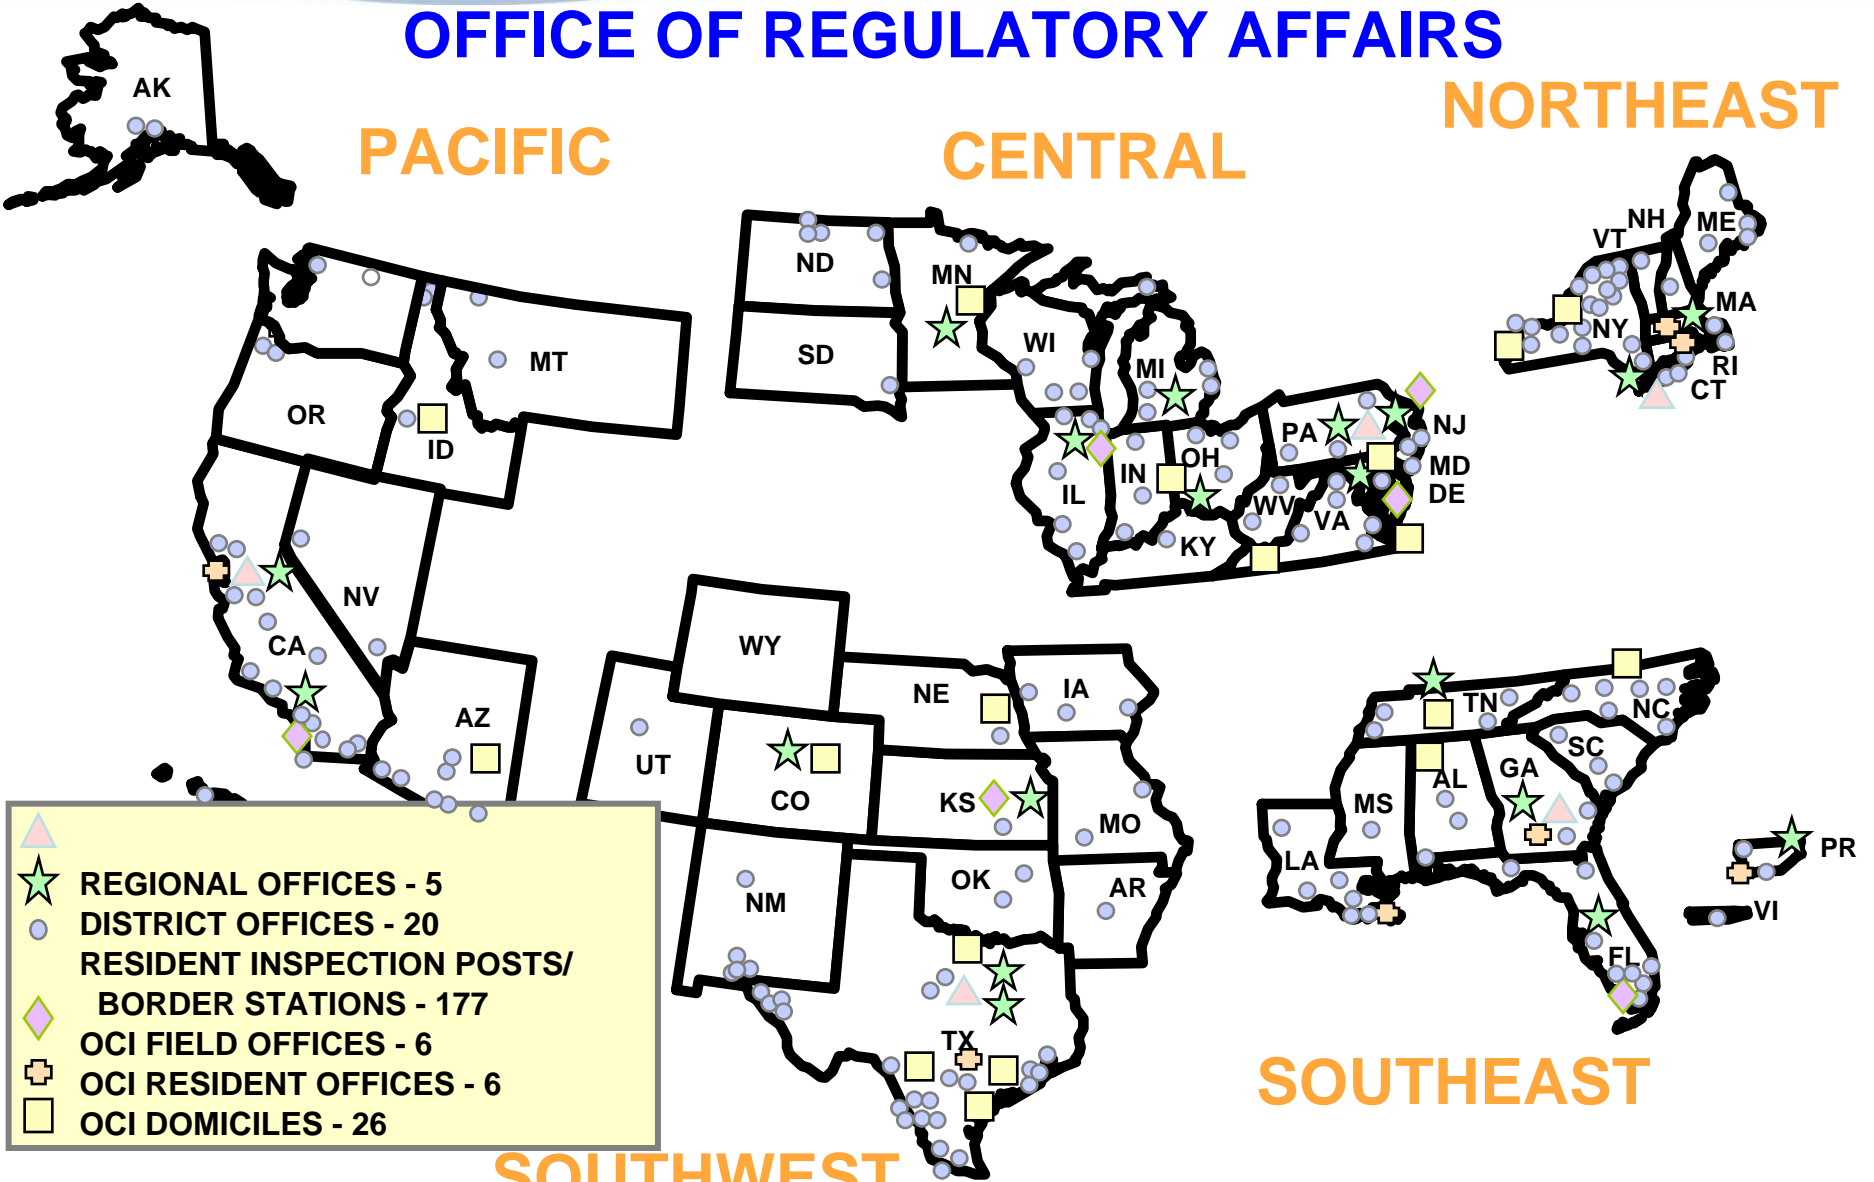 OFFICE OF REGULATORY AFFAIRS
NORTHEAST
PACIFIC
CENTRAL
AK
ND
MN
SD
WI
MI
IL
IN
OH
KY
WV
VA
PA
NJ
MD
DE
NH
VT
ME
MA
NY
RI
CT
MT
OR
ID
NV
CA
AZ
WY
UT
CO
NE
IA
KS
MO
NM
OK
AR
TX
TN
NC
SC
GA
AL
MS
LA
FL
PR
VI
REGIONAL OFFICES - 5
DISTRICT OFFICES - 20
RESIDENT INSPECTION POSTS/
BORDER STATIONS - 177
OCI FIELD OFFICES - 6
OCI RESIDENT OFFICES - 6
OCI DOMICILES - 26
SOUTHEAST
SOUTHWEST